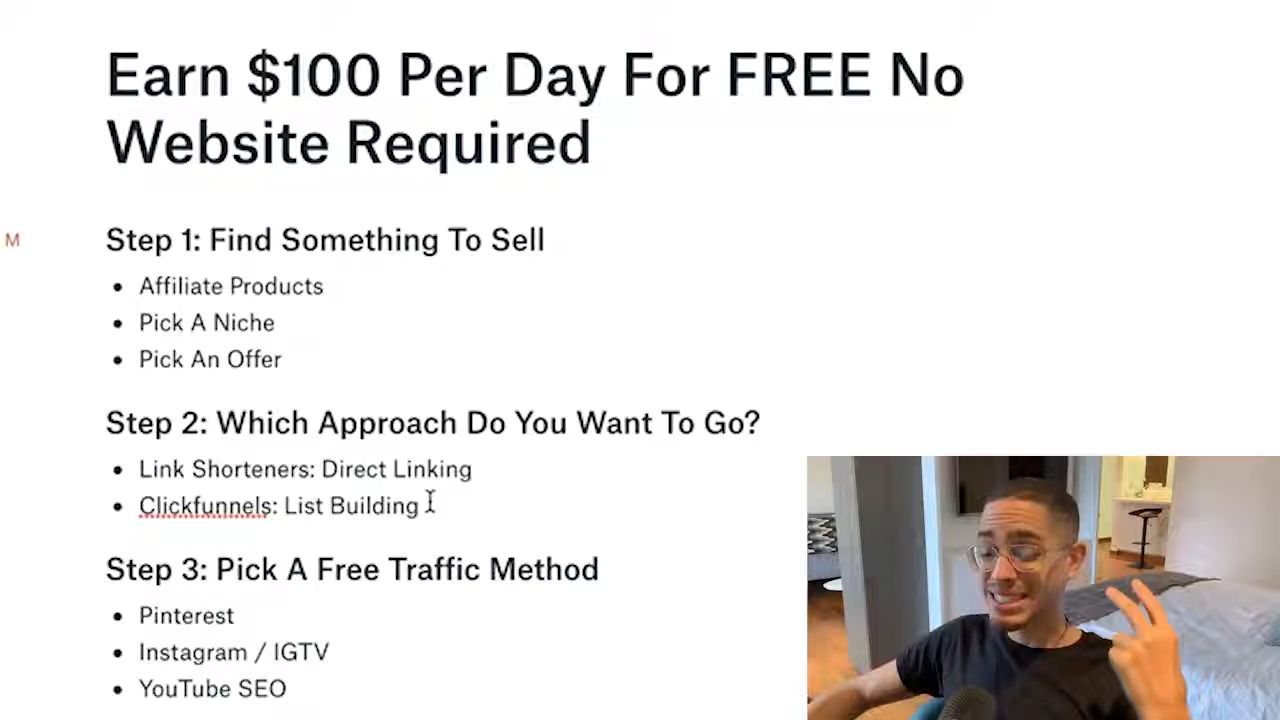 Earn $100 Per Day For FREE No
Website Required
M
Step 1: Find Something To Sell
Affiliate Products
Pick A Niche
Pick An Offer
Step 2: Which Approach Do You Want To Go?
Link Shorteners: Direct Linking
Clickfunnels: List Building
Step 3: Pick A Free Traffic Method
Pinterest
Instagram / IGTV
YouTube SEO